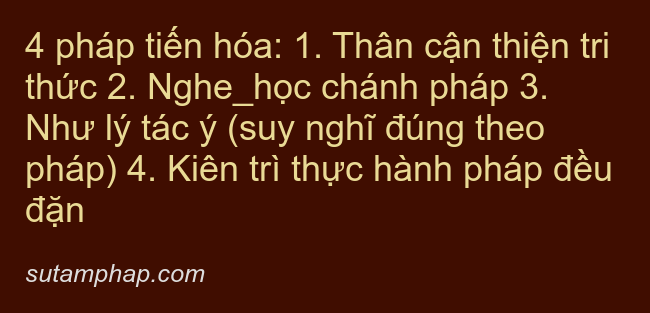 4 pháp tiến hóa: 1. Thân cận thiện tri
thức 2. Nghe_học chánh pháp 3.
Như lý tác ý (suy nghĩ đúng theo
pháp) 4. Kiên trì thực hành pháp đều
đặn
sutamphap.com